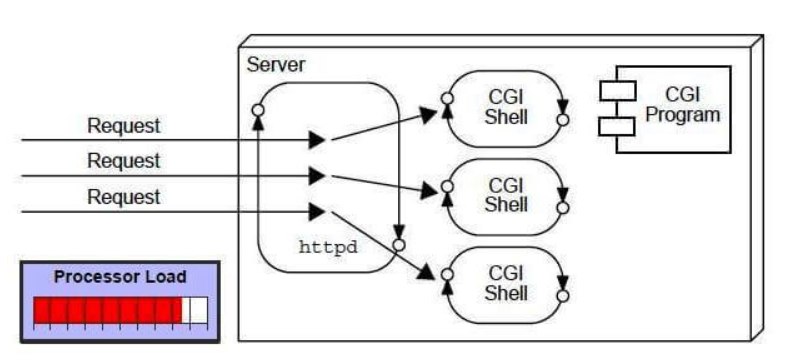 Server
CGI
Shell
CGI
Program
Request
Request
CGI
Shell
Request
httpd
CGI
Shell
Processor Load